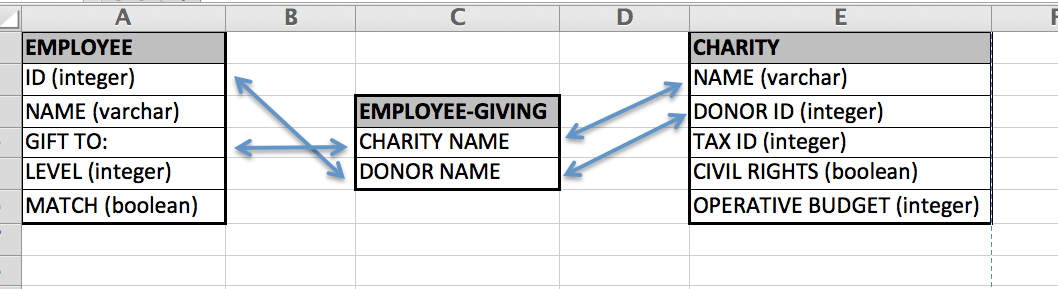 A B C D E F
EMPLOYEE
ID (integer)
NAME (varchar)
GIFT TO:
LEVEL (integer)
MATCH (boolean)
EMPLOYEE-GIVING
CHARITY NAME
DONOR NAME
CHARITY
NAME (varchar)
DONOR ID (integer)
TAX ID (integer)
CIVIL RIGHTS (boolean)
OPERATIVE BUDGET (integer)